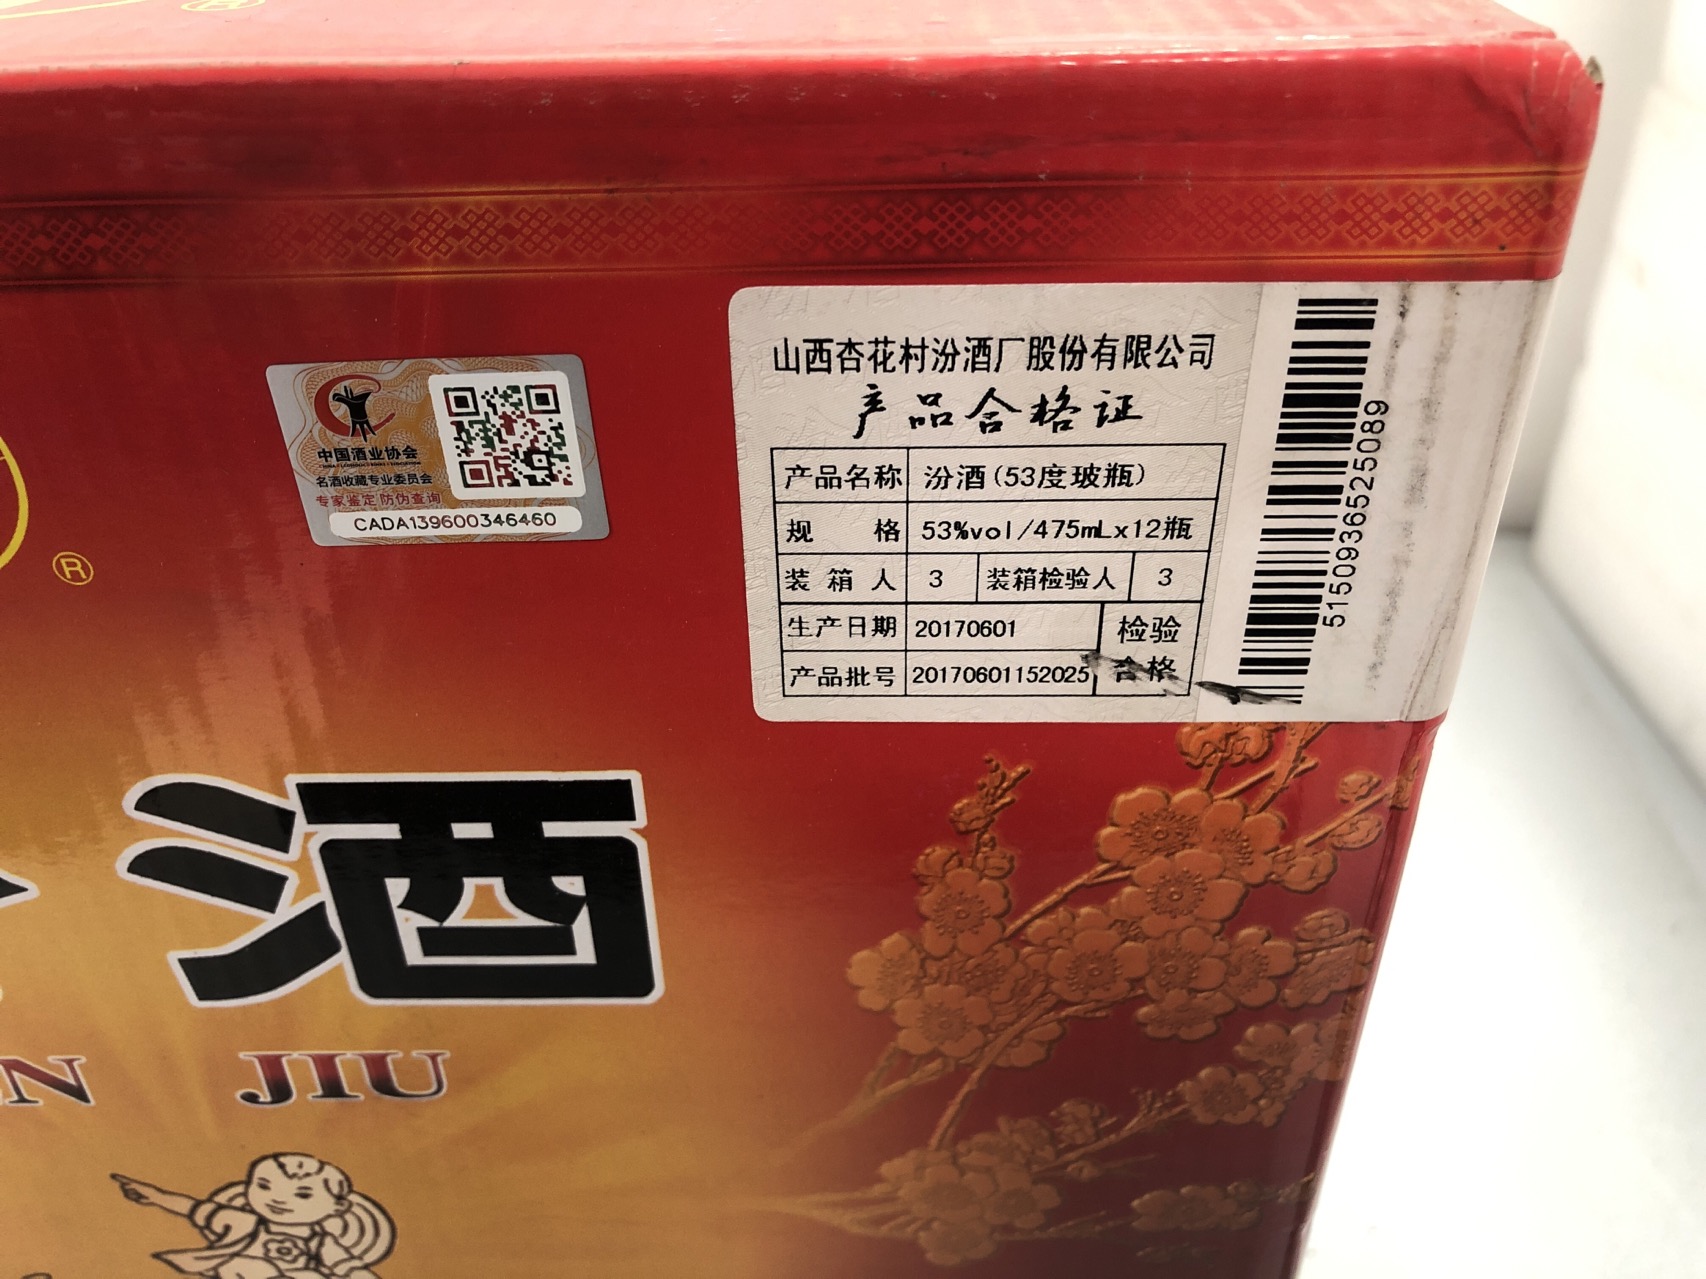 中国酒业协会
名酒收藏专业委员会
专家鉴定 防伪查询
CADA139600346460
山西杏花村汾酒厂股份有限公司
产品合格证
产品名称 汾酒(53度玻瓶)
规 格 53%vol/475mLx12瓶
装箱人 3 装箱检验人 3
生产日期 20170601 检验
产品批号 20170601152025 合格
5150936525089
®
酒
JIU